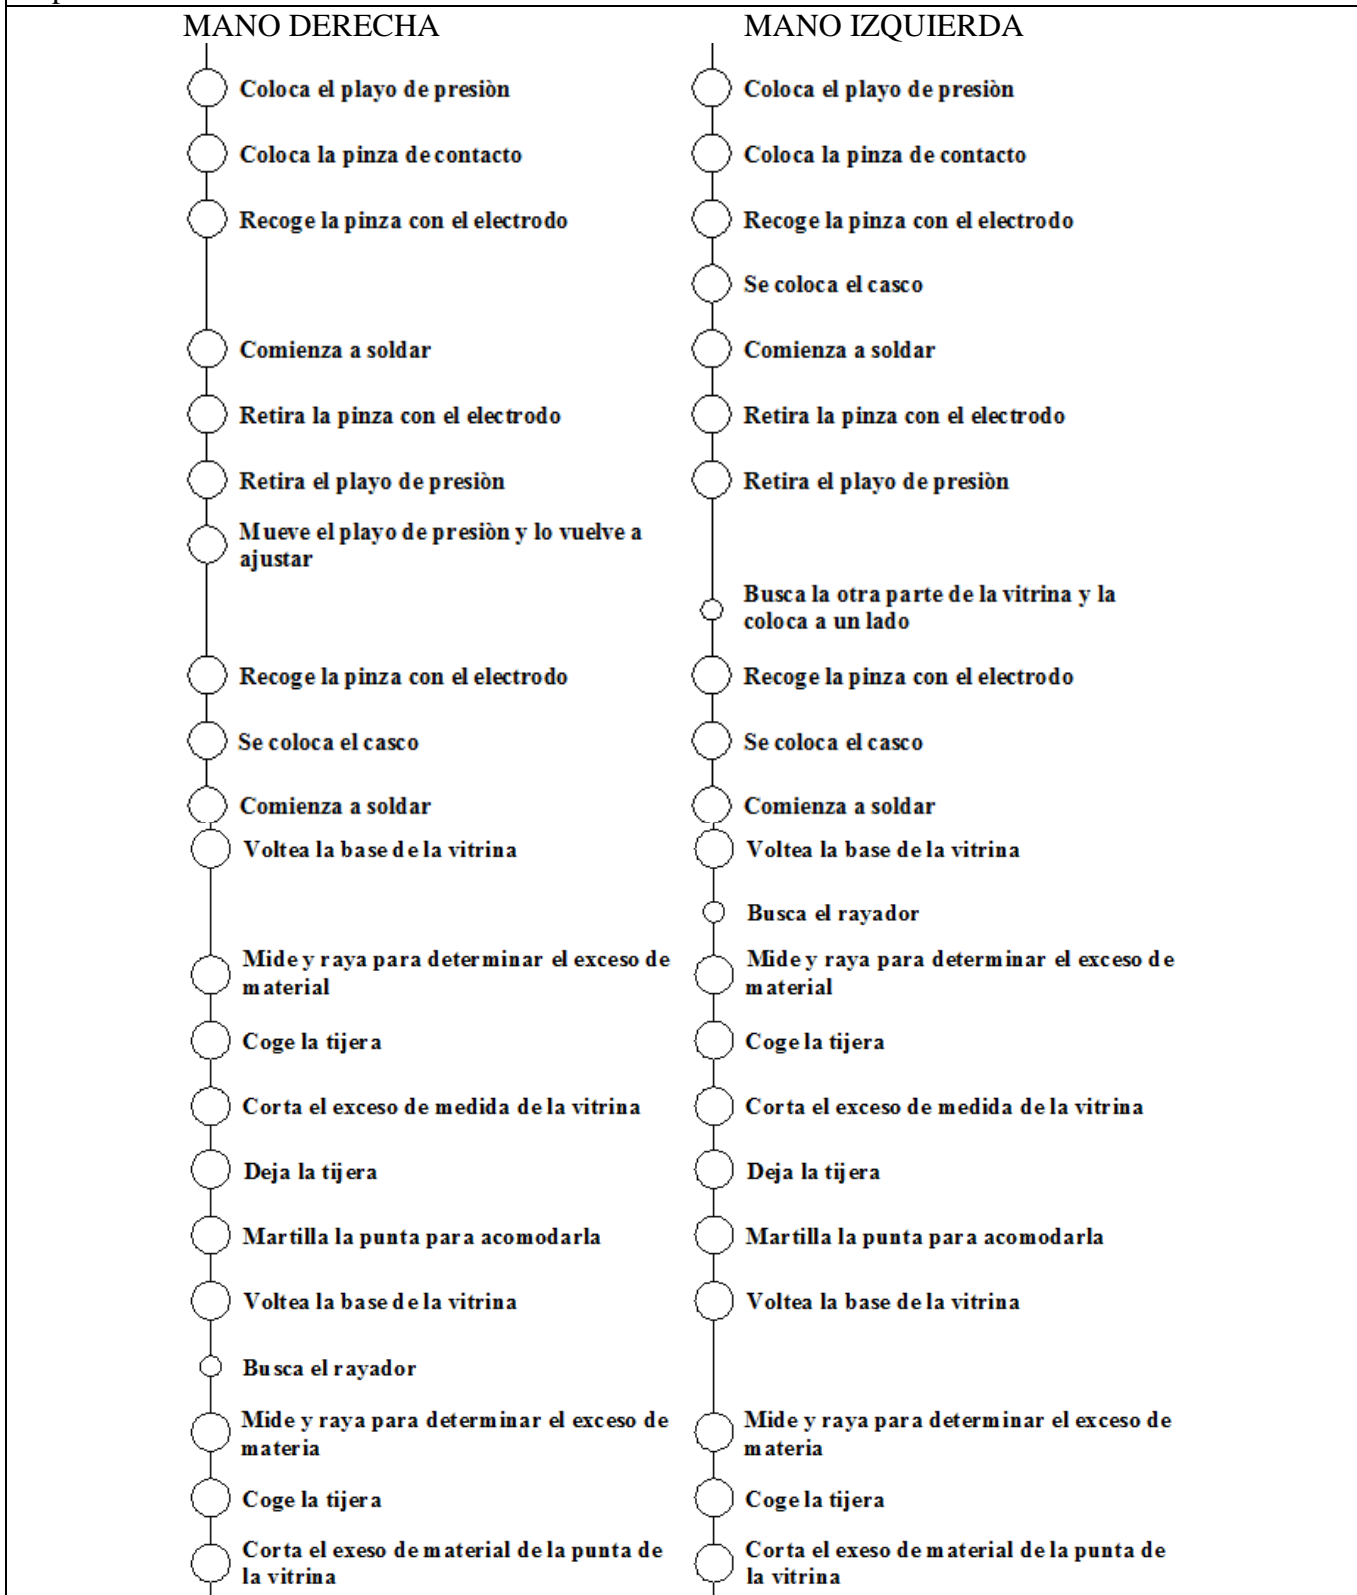 MANO DERECHA MANO IZQUIERDA
Coloca el playo de presiòn Coloca el playo de presiòn
Coloca la pinza de contacto Coloca la pinza de contacto
Recoge la pinza con el electrodo Recoge la pinza con el electrodo
Se coloca el casco
Comienza a soldar Comienza a soldar
Retira la pinza con el electrodo Retira la pinza con el electrodo
Retira el playo de presiòn Retira el playo de presiòn
Mueve el playo de presiòn y lo vuelve a
ajustar
Busca la otra parte de la vitrina y la
coloca a un lado
Recoge la pinza con el electrodo Recoge la pinza con el electrodo
Se coloca el casco Se coloca el casco
Comienza a soldar Comienza a soldar
Voltea la base de la vitrina Voltea la base de la vitrina
Busca el rayador
Mide y raya para determinar el exceso de Mide y raya para determinar el exceso de
material material
Coge la tijera Coge la tijera
Corta el exceso de medida de la vitrina Corta el exceso de medida de la vitrina
Deja la tijera Deja la tijera
Martilla la punta para acomodarla Martilla la punta para acomodarla
Voltea la base de la vitrina Voltea la base de la vitrina
Busca el rayador
Mide y raya para determinar el exceso de Mide y raya para determinar el exceso de
materia materia
Coge la tijera Coge la tijera
Corta el exeso de material de la punta de Corta el exeso de material de la punta de
la vitrina la vitrina